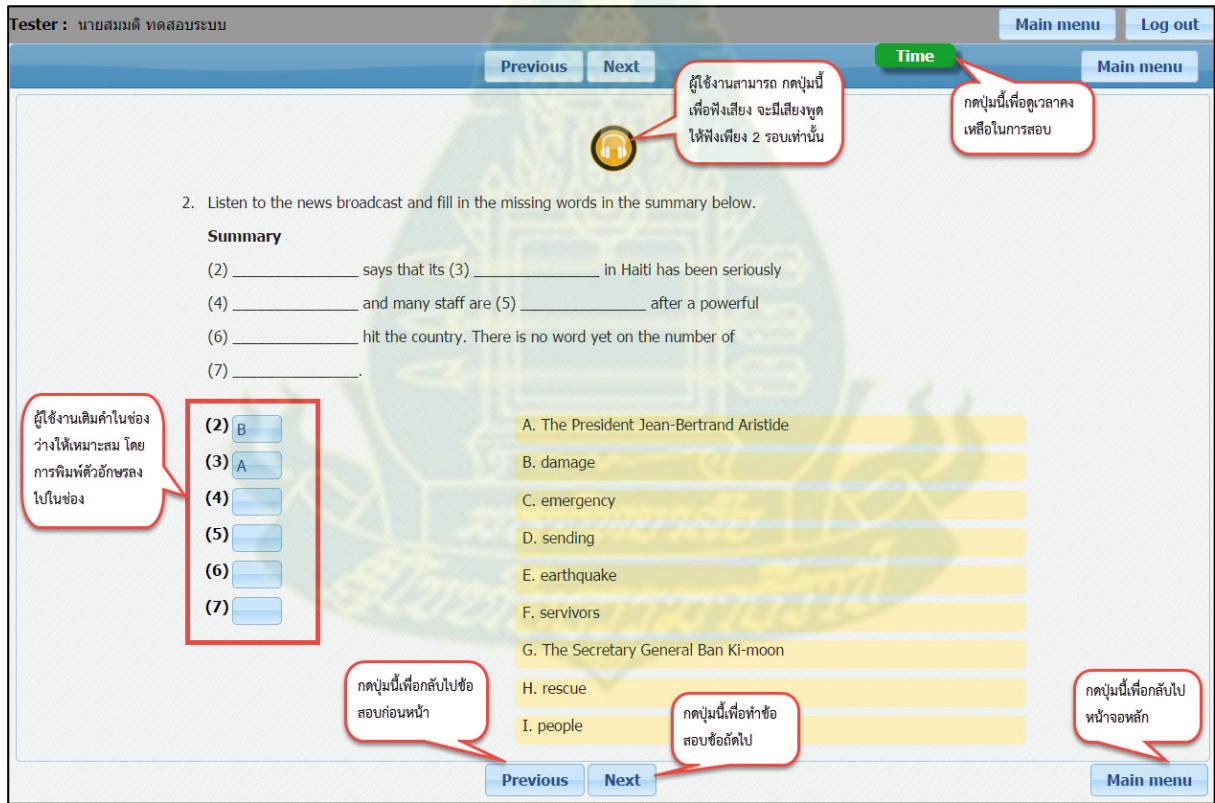 Tester : นายสมมติ ทดสอบระบบ
Main menu
Log out
Previous
Next
Time
Main menu
ผู้ใช้งานสามารถ กดปุ่มนี้
เพื่อฟังเสียง จะมีเสียงพูด
ให้ฟังเพียง 2 รอบเท่านั้น
กดปุ่มนี้เพื่อดูเวลาคง
เหลือในการสอบ
2. Listen to the news broadcast and fill in the missing words in the summary below.
Summary
(2) _______________ says that its (3) _______________ in Haiti has been seriously
(4) _______________ and many staff are (5) _______________ after a powerful
(6) _______________ hit the country. There is no word yet on the number of
(7) _______________.
ผู้ใช้งานเติมคำในช่อง
ว่างให้เหมาะสม โดย
การพิมพ์ตัวอักษรลง
ไปในช่อง
(2) B
(3) A
(4)
(5)
(6)
(7)
A. The President Jean-Bertrand Aristide
B. damage
C. emergency
D. sending
E. earthquake
F. servivors
G. The Secretary General Ban Ki-moon
H. rescue
I. people
กดปุ่มนี้เพื่อกลับไปข้อ
สอบก่อนหน้า
กดปุ่มนี้เพื่อทำข้อ
สอบข้อถัดไป
กดปุ่มนี้เพื่อกลับไป
หน้าจอหลัก
Previous
Next
Main menu